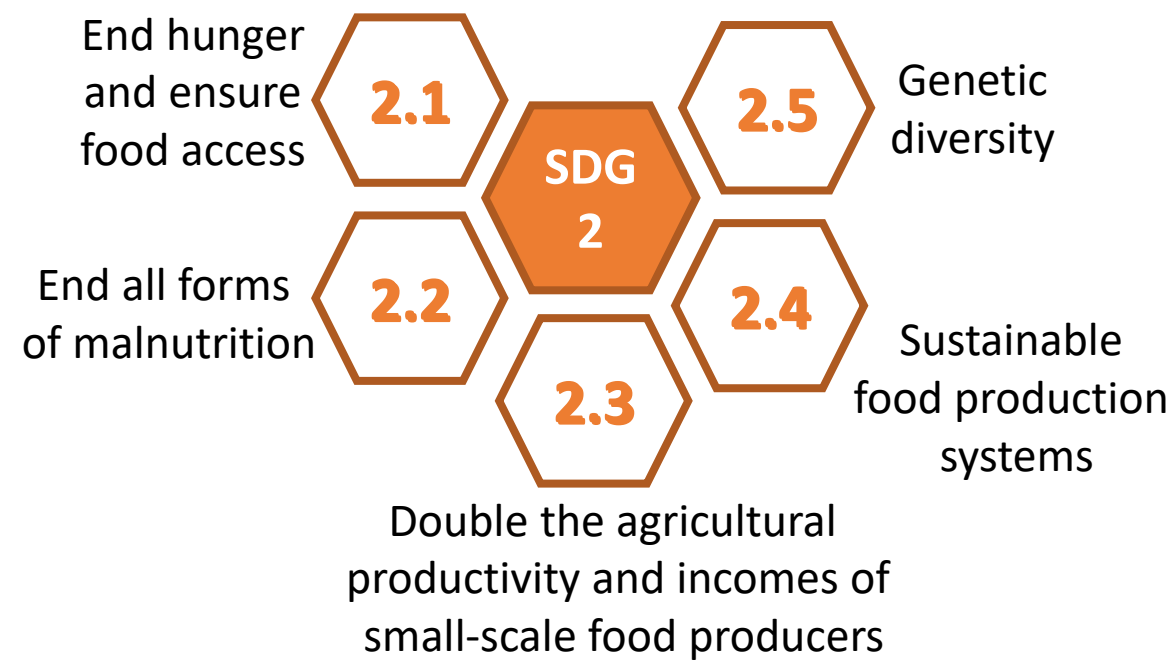 End hunger
and ensure
food access
2.1
SDG
2
2.5
Genetic
diversity
End all forms
of malnutrition
2.2
2.3
Double the agricultural
productivity and incomes of
small-scale food producers
2.4
Sustainable
food production
systems